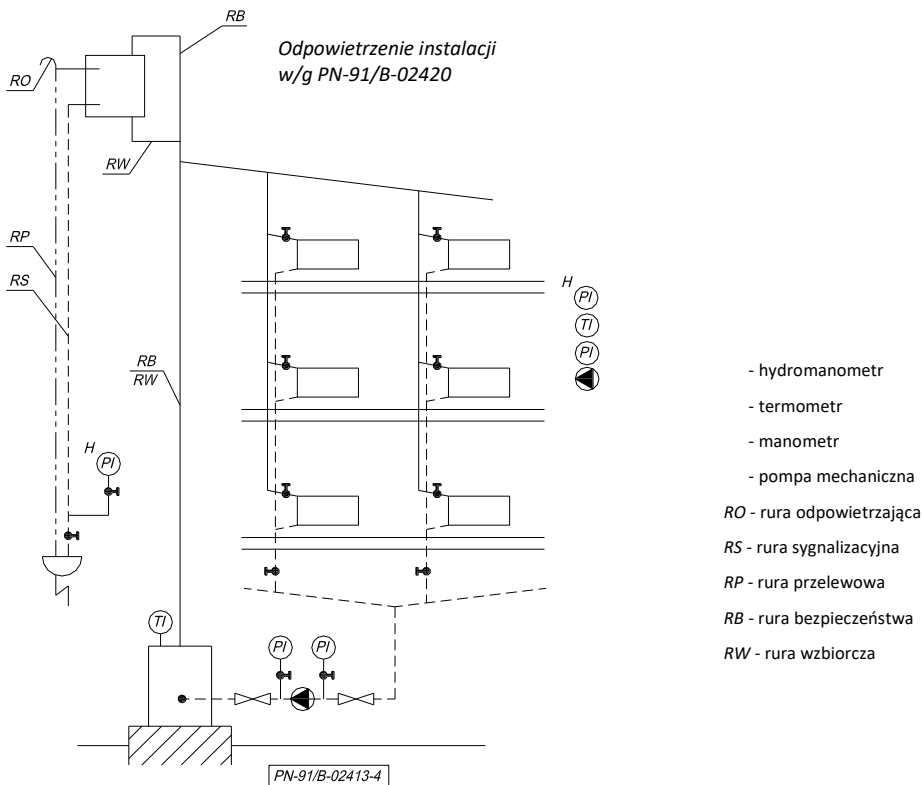 RB
Odpowietrzenie instalacji
w/g PN-91/B-02420
RO
RW
RP
RS
H
PI
TI
PI
RB
RW
H
PI
- hydromanometr
- termometr
- manometr
- pompa mechaniczna
RO - rura odpowietrzająca
RS - rura sygnalizacyjna
RP - rura przelewowa
RB - rura bezpieczeństwa
RW - rura wzbiorcza
TI
PI PI
PN-91/B-02413-4